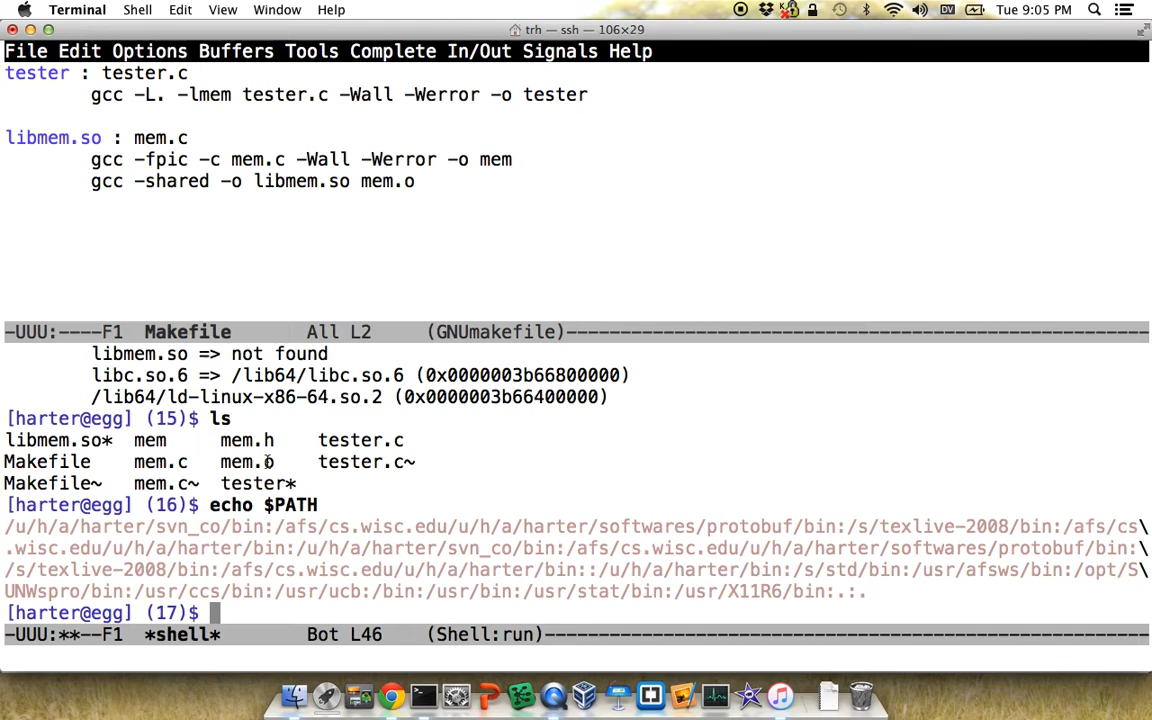 Terminal Shell Edit View Window Help Tue 9:05 PM
trh — ssh — 106×29
File Edit Options Buffers Tools Complete In/Out Signals Help
tester : tester.c
gcc -L. -lmem tester.c -Wall -Werror -o tester
libmem.so : mem.c
gcc -fpic -c mem.c -Wall -Werror -o mem
gcc -shared -o libmem.so mem.o
-UUU:----F1 Makefile All L2 (GNUmakefile)-----------------------------------------------------
libmem.so => not found
libc.so.6 => /lib64/libc.so.6 (0x0000003b66800000)
/lib64/ld-linux-x86-64.so.2 (0x0000003b66400000)
[harter@egg] (15)$ ls
libmem.so* mem mem.h tester.c
Makefile mem.c mem.o tester.c~
Makefile~ mem.c~ tester*
[harter@egg] (16)$ echo $PATH
/u/h/a/harter/svn_co/bin:/afs/cs.wisc.edu/u/h/a/harter/softwares/protobuf/bin:/s/texlive-2008/bin:/afs/cs\
.wisc.edu/u/h/a/harter/bin:/u/h/a/harter/svn_co/bin:/afs/cs.wisc.edu/u/h/a/harter/softwares/protobuf/bin:\
/s/texlive-2008/bin:/afs/cs.wisc.edu/u/h/a/harter/bin::/u/h/a/harter/bin:/s/std/bin:/usr/afsws/bin:/opt/S\
UNWspro/bin:/usr/ccs/bin:/usr/ucb:/bin:/usr/bin:/usr/stat/bin:/usr/X11R6/bin:.:.
[harter@egg] (17)$
-UUU:**--F1 *shell* Bot L46 (Shell:run)-----------------------------------------------------